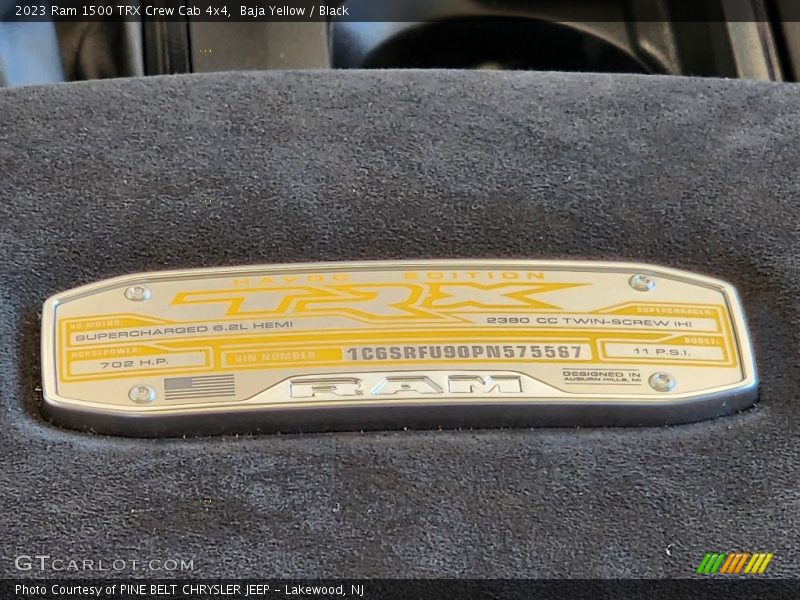 2023 Ram 1500 TRX Crew Cab 4x4,  Baja Yellow / Black
HAVOC EDITION
TRX
V8 MOTOR:
SUPERCHARGED 6.2L HEMI
SUPERCHARGER
2380 CC TWIN-SCREW IHI
HORSEPOWER
702 H.P.
VIN NUMBER
1C6SRFU90PN575567
BOOST:
11 P.S.I.
RAM
DESIGNED IN
AUBURN HILLS, MI
GTCARLOT.COM
Photo Courtesy of PINE BELT CHRYSLER JEEP - Lakewood, NJ